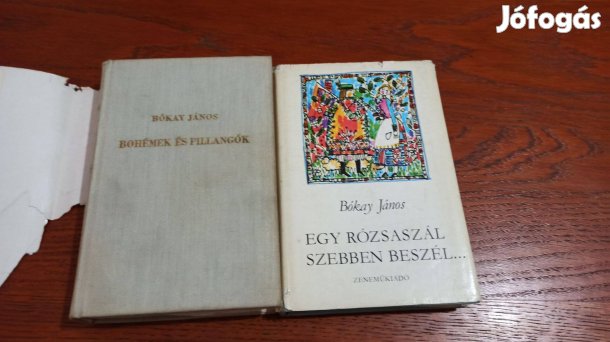 Jófogás
BÓKAY JÁNOS
BOHÉMEK ÉS PILLANGÓK
Bókay János
EGY RÓZSASZÁL
SZEBBEN BESZÉL...
ZENEMŰKIADÓ